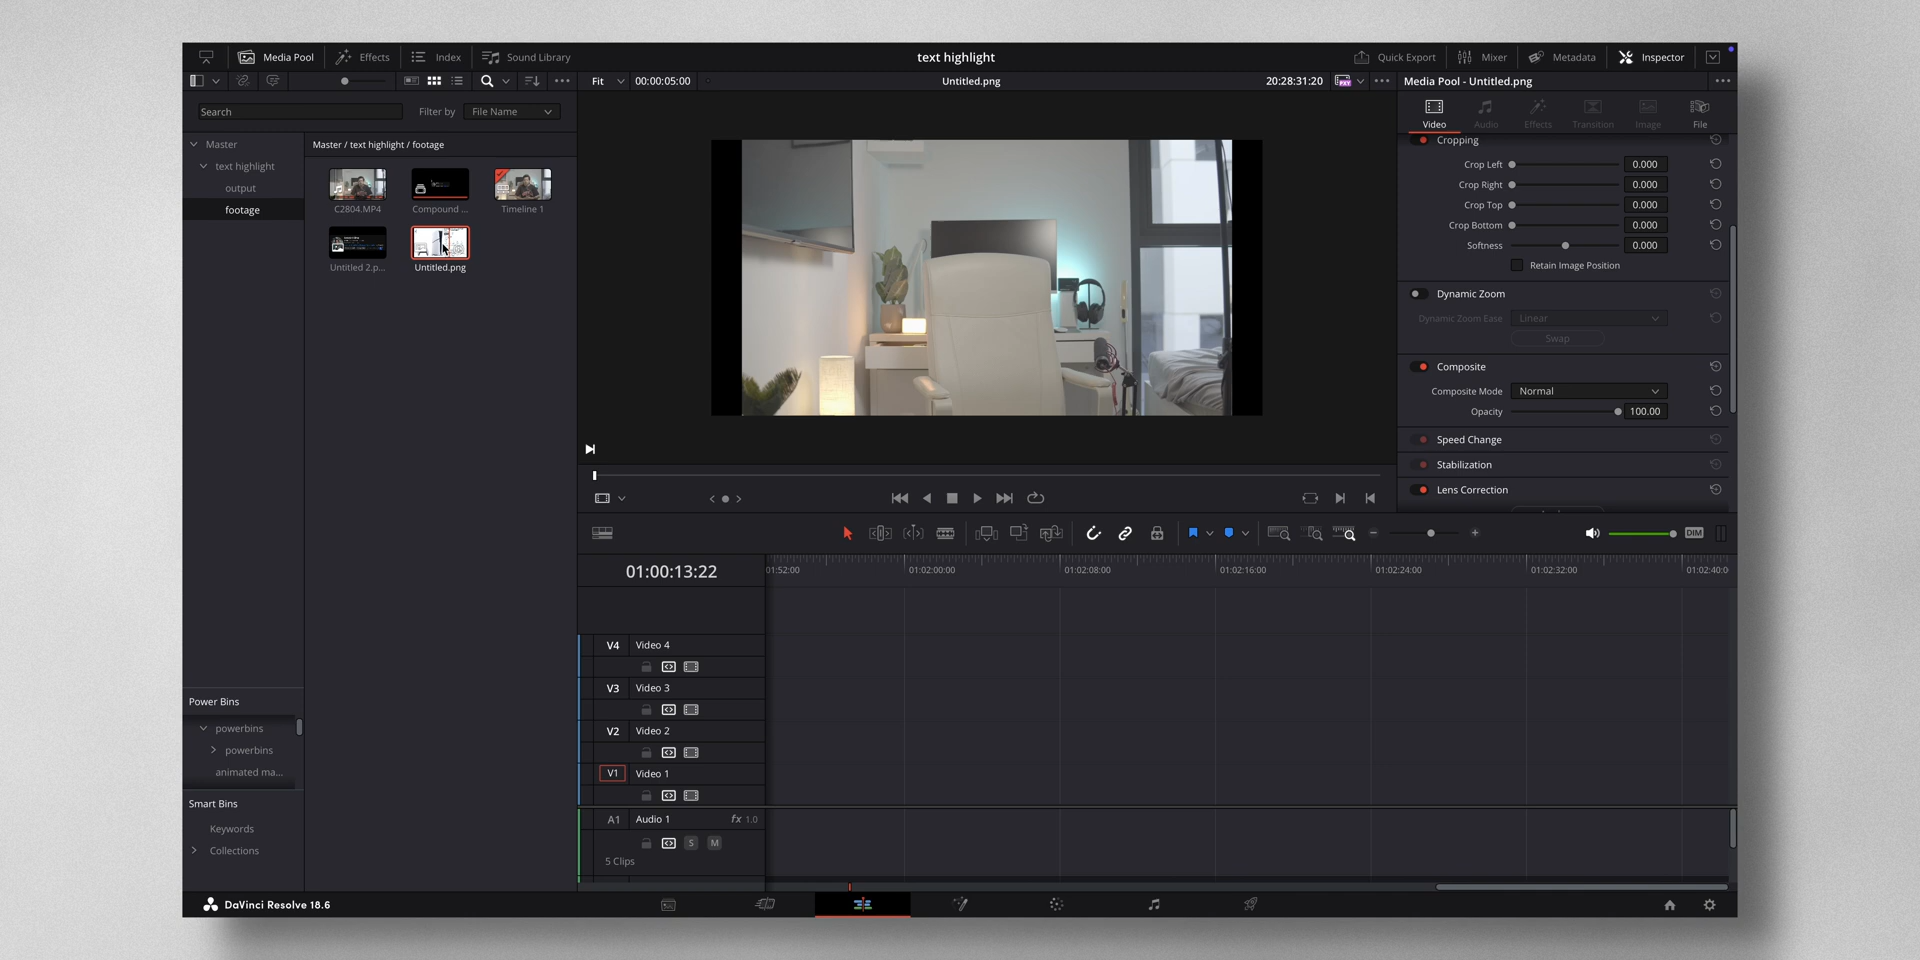 Media Pool Effects Index Sound Library text highlight Quick Export Mixer Metadata Inspector
Fit 00:00:05:00 Untitled.png 20:28:31:20 Media Pool - Untitled.png
Search Filter by File Name
Video Audio Effects Transition Image File
Master
text highlight
output
footage
Master / text highlight / footage
C2804.MP4 Compound ... Timeline 1
Untitled 2.p... Untitled.png
Cropping
Crop Left 0.000
Crop Right 0.000
Crop Top 0.000
Crop Bottom 0.000
Softness 0.000
Retain Image Position
Dynamic Zoom
Dynamic Zoom Ease Linear
Swap
Composite
Composite Mode Normal
Opacity 100.00
Speed Change
Stabilization
Lens Correction
DIM
01:00:13:22
01:52:00 01:02:00:00 01:02:08:00 01:02:16:00 01:02:24:00 01:02:32:00 01:02:40:0
V4 Video 4
V3 Video 3
V2 Video 2
V1 Video 1
A1 Audio 1 fx 1.0
S M
5 Clips
Power Bins
powerbins
powerbins
animated ma...
Smart Bins
Keywords
Collections
DaVinci Resolve 18.6